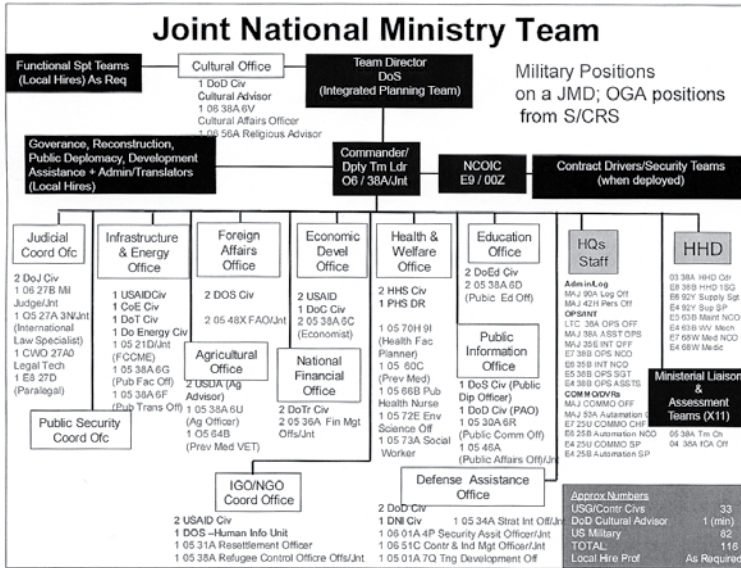 Joint National Ministry Team
Functional Spt Teams
(Local Hires) As Req
Cultural Office
1 DoD Civ
Cultural Advisor
1 06 38A 6V
Cultural Affairs Officer
1 06 56A Religious Advisor
Team Director
DoS
(Integrated Planning Team)
Military Positions
on a JMD; OGA positions
from S/CRS
Goverance, Reconstruction,
Public Deplomacy, Development
Assistance + Admin/Translators
(Local Hires)
Commander/
Dpty Tm Ldr
O6 / 38A/Jnt
NCOIC
E9 / 00Z
Contract Drivers/Security Teams
(when deployed)
Judicial
Coord Ofc
2 DoJ Civ
1 06 27B Mil
Judge/Jnt
1 O5 27A 3N/Jnt
(International
Law Specialist)
1 CWO 27A0
Legal Tech
1 E8 27D
(Paralegal)
Public Security
Coord Ofc
Infrastructure
& Energy
Office
1 USAIDCiv
1 CoE Civ
1 DoT Civ
1 Do Energy Civ
1 05 21D/Jnt
(FCCME)
1 05 38A 6G
(Pub Fac Off)
1 05 38A 6F
(Pub Trans Off)
Foreign
Affairs
Office
2 DOS Civ
2 05 48X FAO/Jnt
Agricultural
Office
2 USDA (Ag
Advisor)
1 05 38A 6U
(Ag Officer)
1 O5 64B
(Prev Med VET)
Economic
Devel
Office
2 USAID
1 DoC Civ
2 05 38A 6C
(Economist)
National
Financial
Office
2 DoTr Civ
2 05 36A Fin Mgt
Offs/Jnt
Health &
Welfare
Office
2 HHS Civ
1 PHS DR
1 05 70H 9I
(Health Fac
Planner)
1 05 60C
(Prev Med)
1 05 66B Pub
Health Nurse
1 05 72E Env
Science Off
1 05 73A Social
Worker
Education
Office
2 DoEd Civ
2 05 38A 6D
(Pubic Ed Off)
Public
Information
Office
1 DoS Civ (Public
Dip Officer)
1 DoD Civ (PAO)
1 05 30A 6R
(Public Comm Off)
1 05 46A
(Public Affairs Off)/Jnt
HQs
Staff
Admin/Log
MAJ 90A Log Off
MAJ 42H Pers Off
OPS/INT
LTC 38A OPS OFF
MAJ 38A ASST OPS
MAJ 35E INT OFF
E7 38B OPS NCO
E6 35B INT NCO
E6 38B OPS SGT
E4 38B OPS ASSTS
COMMO/DVRs
MAJ COMMO OFF
MAJ 53A Automation
E7 25U COMMO CHF
E6 25B Automation NCO
E4 25U COMMO SP
E4 25B Automation SP
HHD
03 38A HHD Cdr
E8 38B HHD 1SG
E6 92Y Supply Sgt
E4 92Y Sup SP
E5 63B Maint NCO
E4 63B WV Mech
E7 68W Med NCO
E4 68W Medic
Ministerial Liaison
&
Assessment
Teams (X11)
05 38A Tm Ch
04 38A fCA Off
IGO/NGO
Coord Office
2 USAID Civ
1 DOS –Human Info Unit
1 05 31A Resettlement Officer
1 05 38A Refugee Control Officre Offs/Jnt
Defense Assistance
Office
2 DoD Civ
1 DNI Civ 1 05 34A Strat Int Off/Jnt
1 06 01A 4P Security Assit Officer/Jnt
1 06 51C Contr & Ind Mgt Officer/Jnt
1 05 01A 7Q Tng Development Off
Approx Numbers
USG/Contr Civs 33
DoD Cultural Advisor 1 (min)
US Military 82
TOTAL: 116
Local Hire Prof As Required